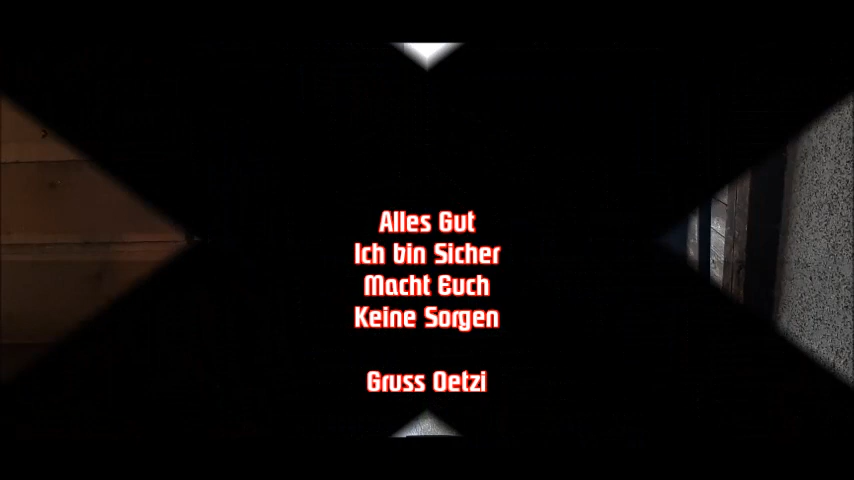 Alles Gut
Ich bin Sicher
Macht Euch
Keine Sorgen
Gruss Oetzi